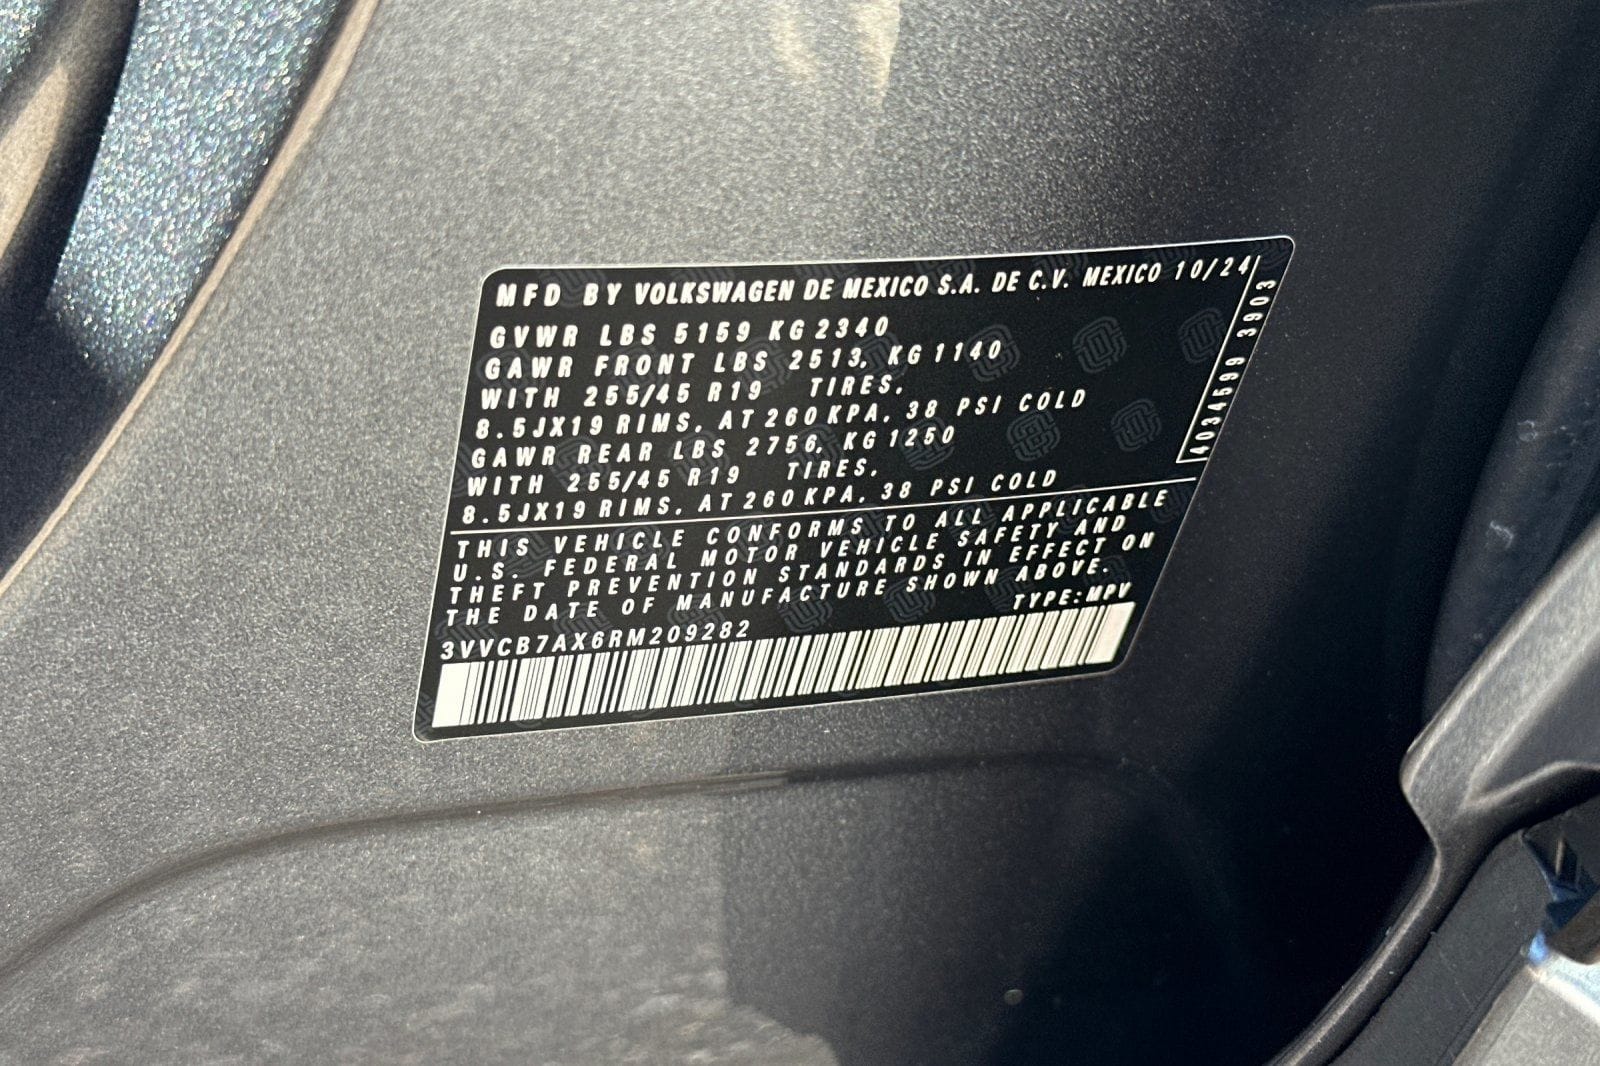 MFD BY VOLKSWAGEN DE MEXICO S.A. DE C.V. MEXICO 10/24
GVWR LBS 5159 KG 2340
GAWR FRONT LBS 2513, KG 1140
WITH 255/45 R19 TIRES,
8.5JX19 RIMS, AT 260 KPA, 38 PSI COLD
GAWR REAR LBS 2756, KG 1250
WITH 255/45 R19 TIRES,
8.5JX19 RIMS, AT 260 KPA, 38 PSI COLD
4034599 3903
THIS VEHICLE CONFORMS TO ALL APPLICABLE
U.S. FEDERAL MOTOR VEHICLE SAFETY AND
THEFT PREVENTION STANDARDS IN EFFECT ON
THE DATE OF MANUFACTURE SHOWN ABOVE.
TYPE:MPV
3VVCB7AX6RM209282